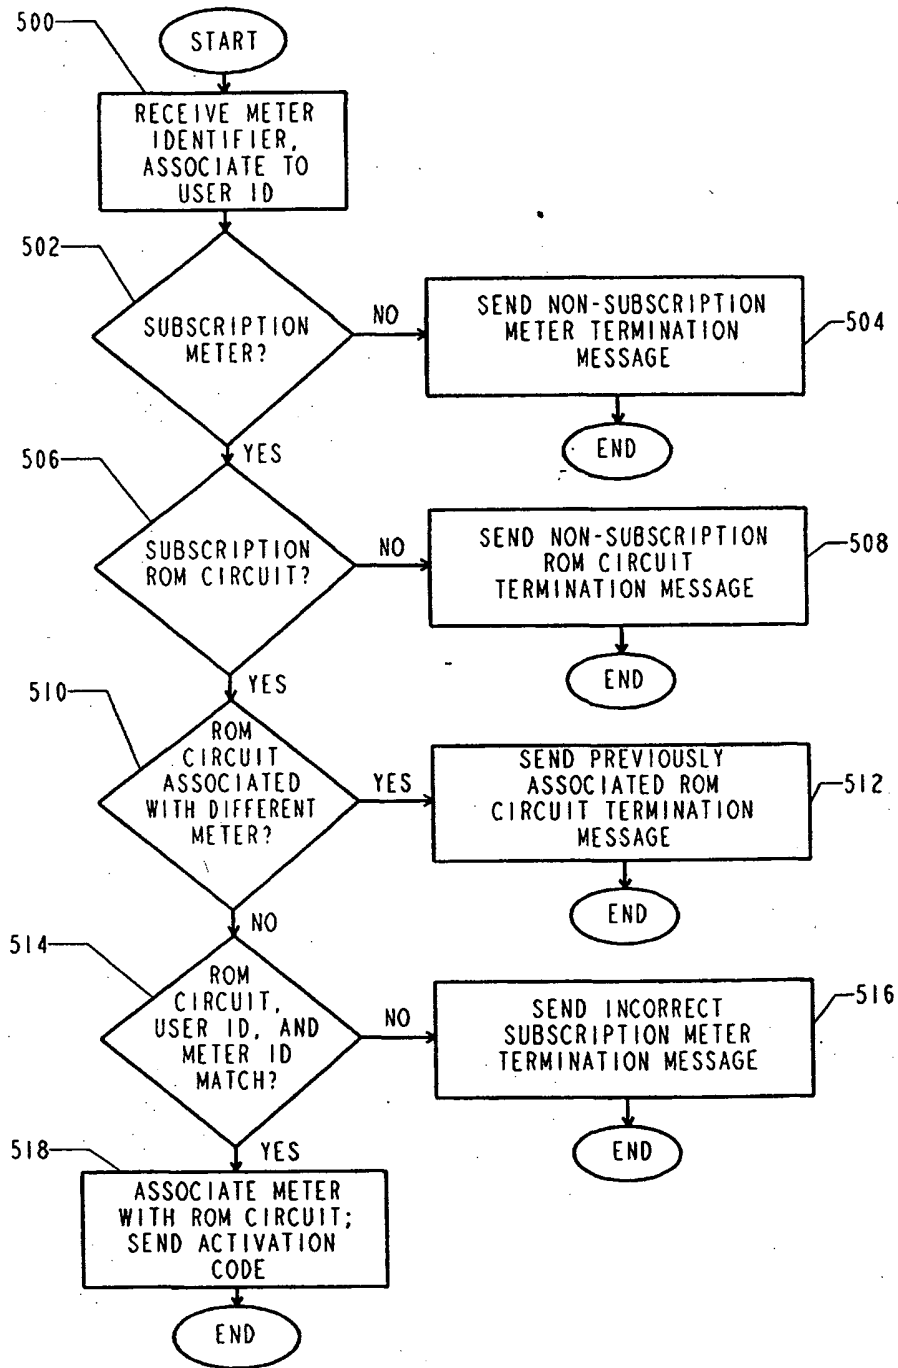 500
START
RECEIVE METER
IDENTIFIER,
ASSOCIATE TO
USER ID
502
SUBSCRIPTION
METER?
NO
SEND NON-SUBSCRIPTION
METER TERMINATION
MESSAGE
504
END
YES
506
SUBSCRIPTION
ROM CIRCUIT?
NO
SEND NON-SUBSCRIPTION
ROM CIRCUIT
TERMINATION MESSAGE
508
END
YES
510
ROM
CIRCUIT
ASSOCIATED
WITH DIFFERENT
METER?
YES
SEND PREVIOUSLY
ASSOCIATED ROM
CIRCUIT TERMINATION
MESSAGE
512
END
NO
514
ROM
CIRCUIT,
USER ID, AND
METER ID
MATCH?
NO
SEND INCORRECT
SUBSCRIPTION METER
TERMINATION MESSAGE
516
END
YES
518
ASSOCIATE METER
WITH ROM CIRCUIT;
SEND ACTIVATION
CODE
END